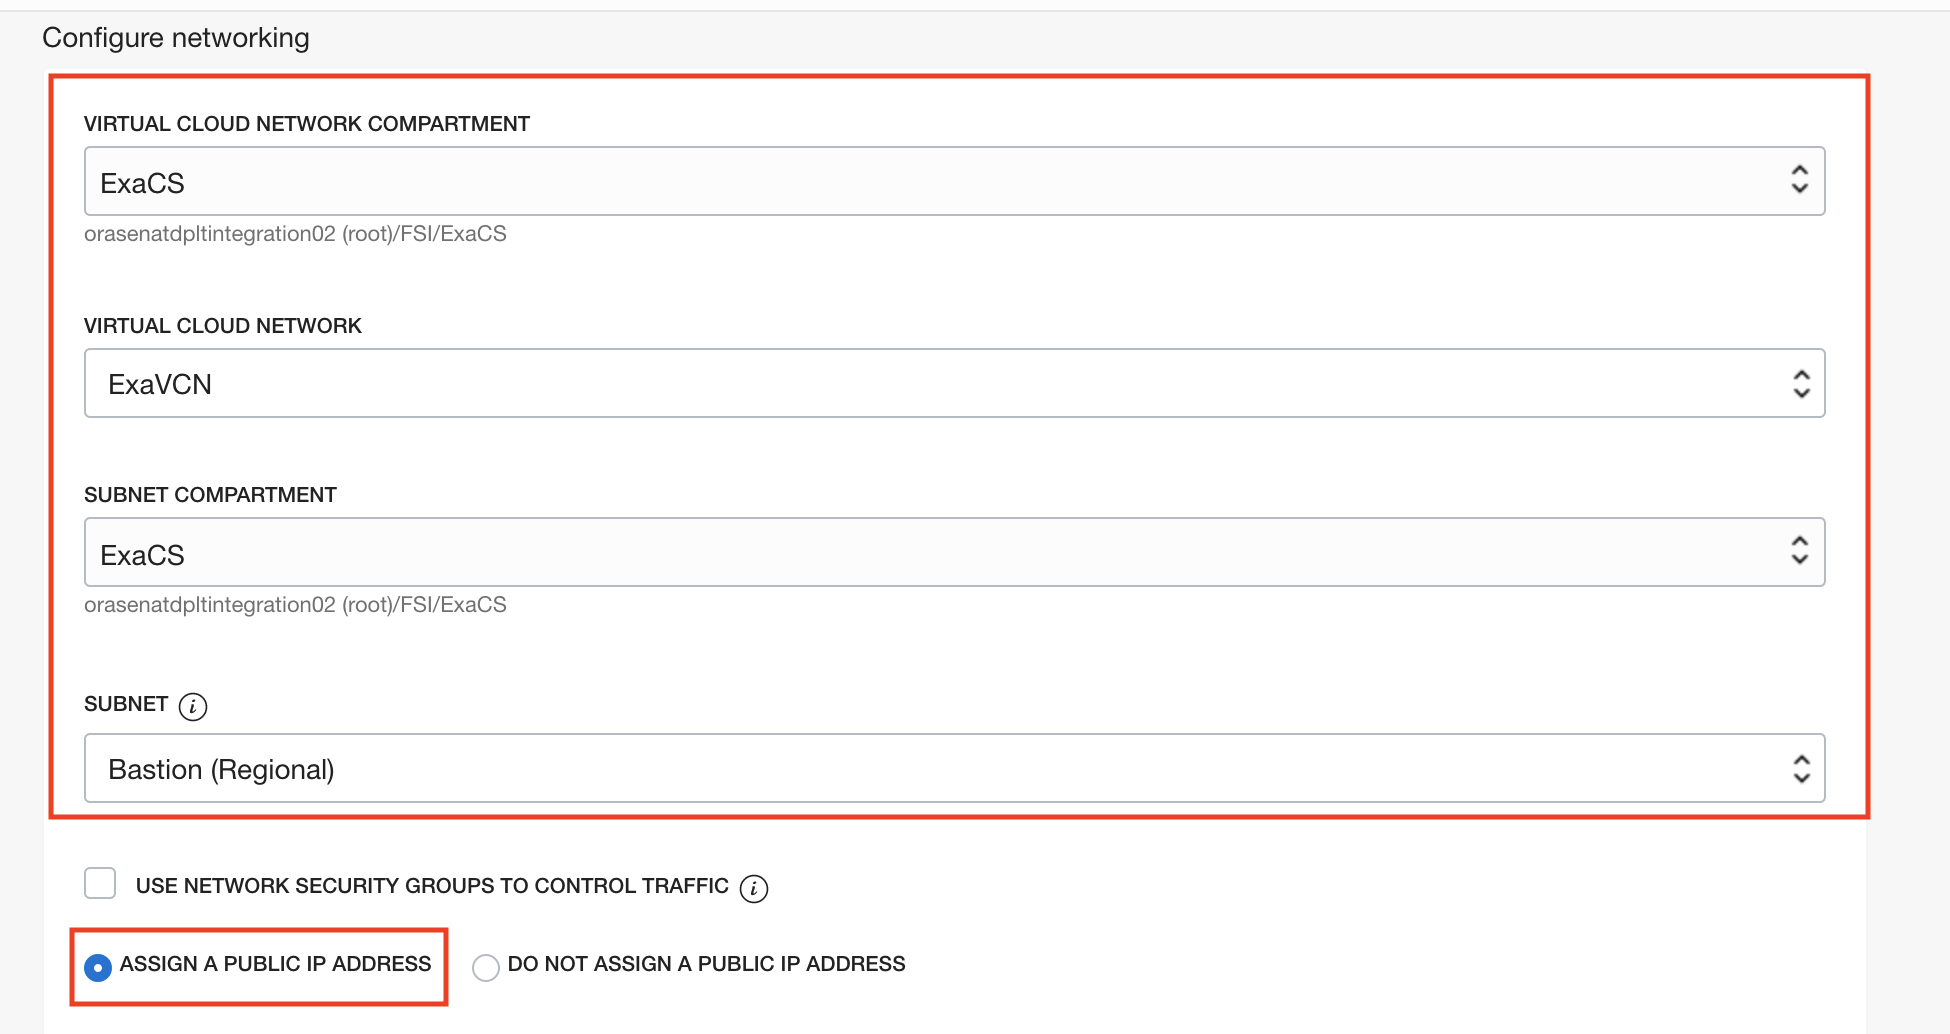 Configure networking
VIRTUAL CLOUD NETWORK COMPARTMENT
ExaCS
orasenatdpltintegration02 (root)/FSI/ExaCS
VIRTUAL CLOUD NETWORK
ExaVCN
SUBNET COMPARTMENT
ExaCS
orasenatdpltintegration02 (root)/FSI/ExaCS
SUBNET i
Bastion (Regional)
USE NETWORK SECURITY GROUPS TO CONTROL TRAFFIC i
ASSIGN A PUBLIC IP ADDRESS DO NOT ASSIGN A PUBLIC IP ADDRESS